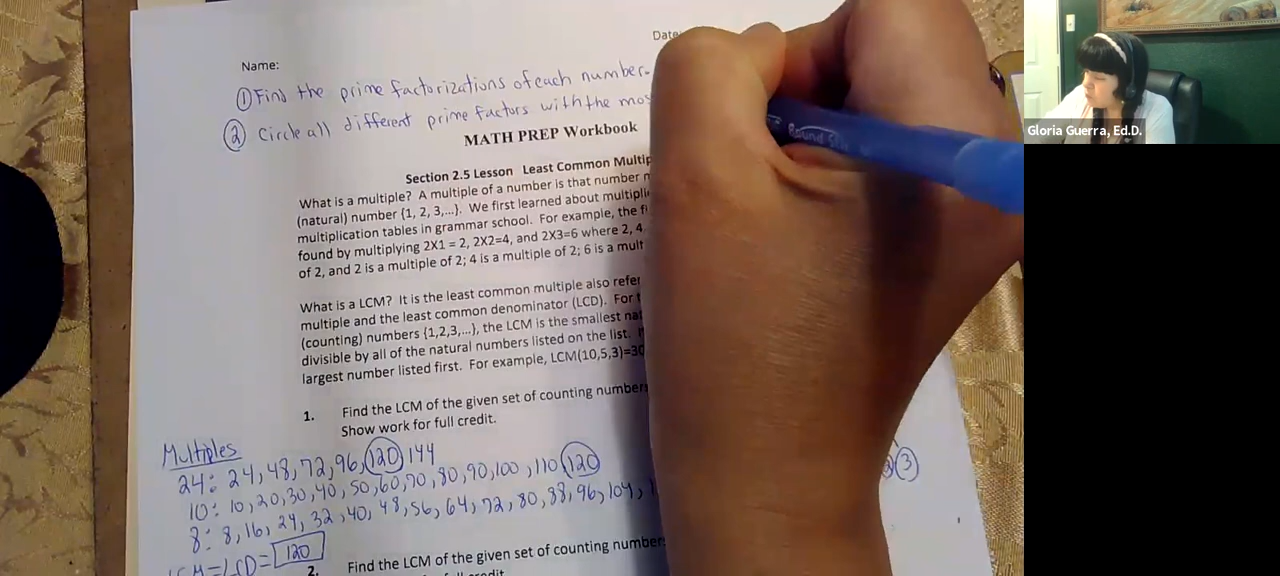 Date:
Name:
① Find the prime factorizations of each number.
② Circle all different prime factors with the mos
MATH PREP Workbook
Section 2.5 Lesson Least Common Multip
What is a multiple? A multiple of a number is that number
(natural) number {1, 2, 3,...}. We first learned about multipli
multiplication tables in grammar school. For example, the
found by multiplying 2X1 = 2, 2X2=4, and 2X3=6 where 2, 4
of 2, and 2 is a multiple of 2; 4 is a multiple of 2; 6 is a mult
What is a LCM? It is the least common multiple also refer
multiple and the least common denominator (LCD). For
(counting) numbers {1,2,3,...}, the LCM is the smallest nat
divisible by all of the natural numbers listed on the list.
largest number listed first. For example, LCM(10,5,3)=30
1. Find the LCM of the given set of counting numbers
Show work for full credit.
Multiples
24: 24, 48, 72, 96, 120 144
10: 10, 20, 30, 40, 50, 60, 70, 80, 90, 100, 110 120
8: 8, 16, 24, 32, 40, 48, 56, 64, 72, 80, 88, 96, 104,
3
LCM=LCD= 120
2. Find the LCM of the given set of counting number
full credit.
Round Stic
Gloria Guerra, Ed.D.